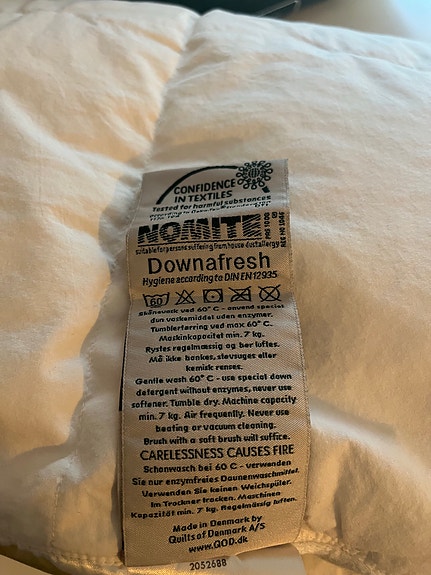 CONFIDENCE
IN TEXTILES
Tested for harmful substances
NOMITE
suitable for persons suffering from house dust allergy
Downafresh
Hygiene according to DIN EN 12935
60
Skånevask ved 60° C - anvend special
dun vaskemiddel uden enzymer.
Tumblertørring ved max 60° C.
Maskinkapacitet min. 7 kg.
Rystes regelmæssig og bør luftes.
Må ikke bankes, støvsuges eller
kemisk renses.
Gentle wash 60° C - use special down
detergent without enzymes, never use
softener. Tumble dry. Machine capacity
min. 7 kg. Air frequently. Never use
beating or vacuum cleaning.
Brush with a soft brush will suffice.
CARELESSNESS CAUSES FIRE
Schonwasch bei 60 C - verwenden
Sie nur enzymfreies Daunenwaschmittel.
Verwenden Sie keinen Weichspüler.
Im Trockner trocken. Maschinen
Kapazität min. 7 kg. Regelmässig lüften.
Made in Denmark by
Quilts of Denmark A/S
www.QOD.dk
2052688